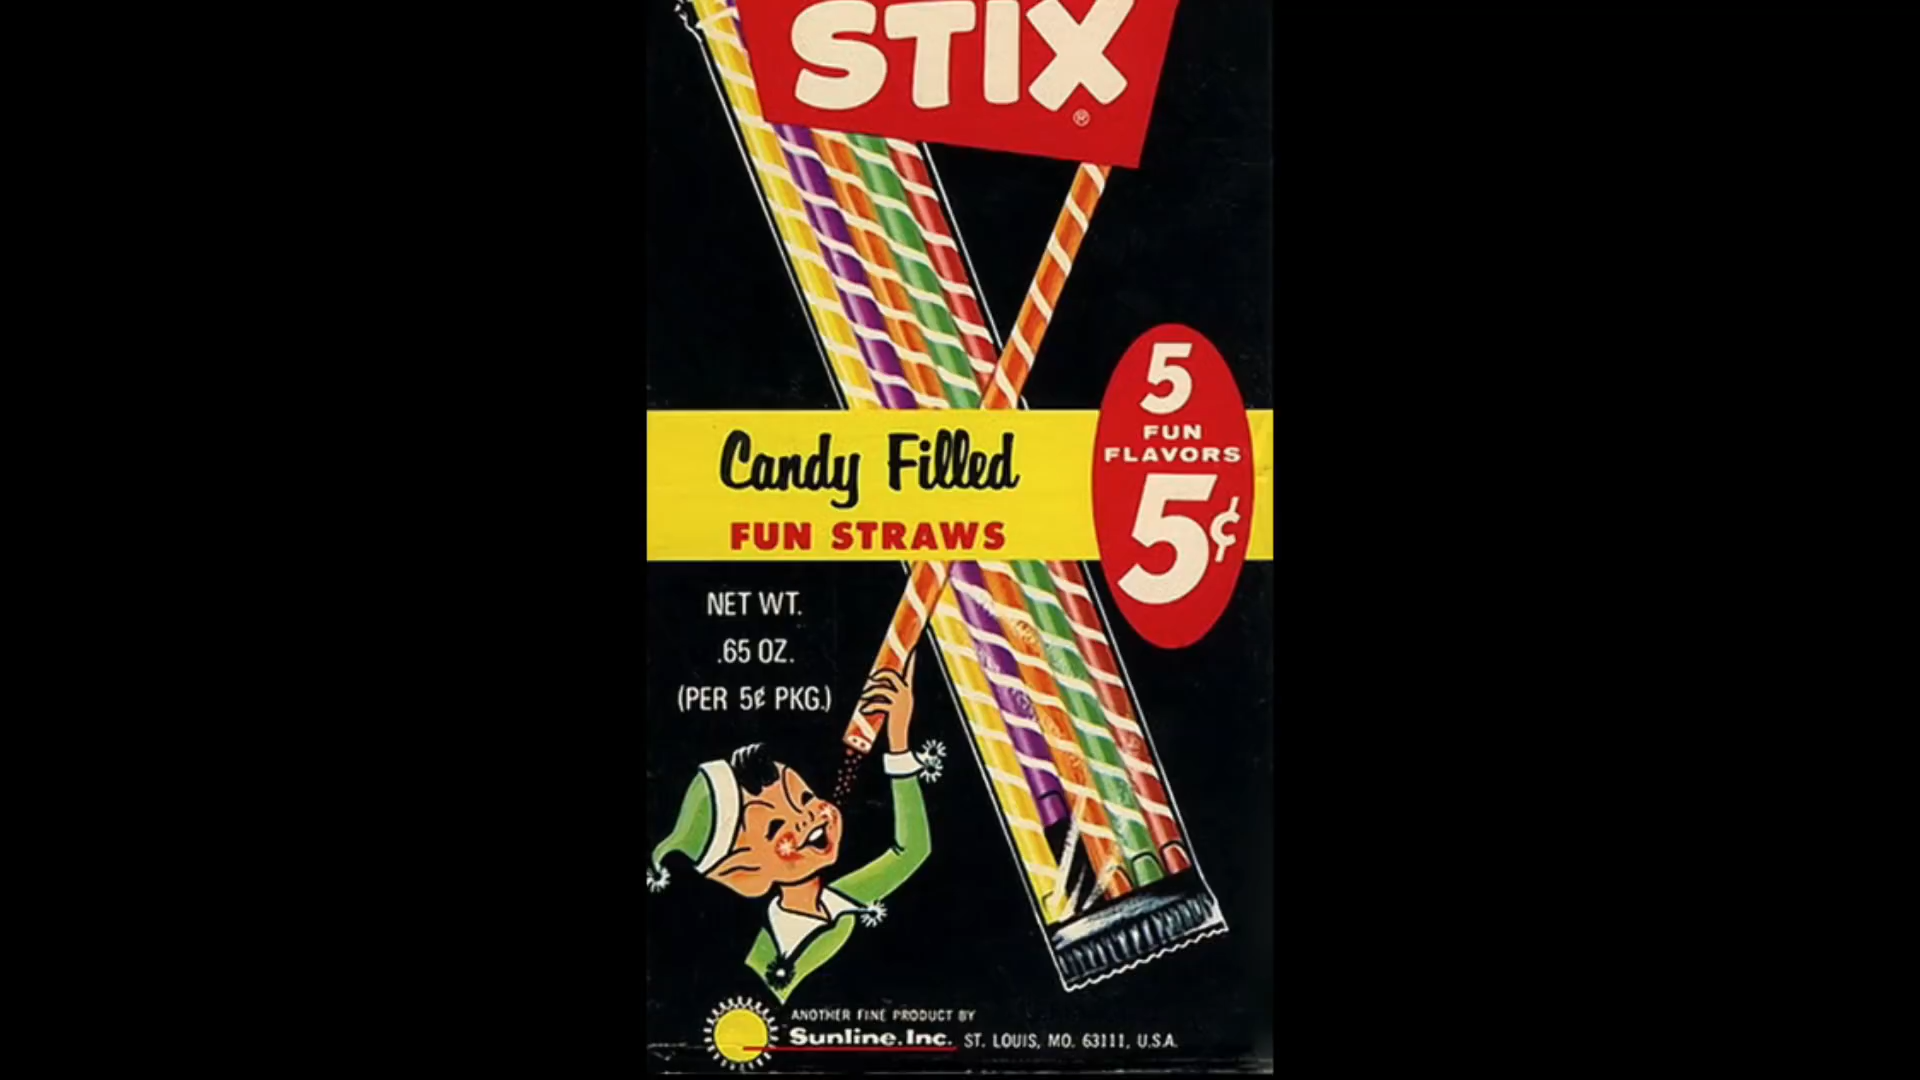 STIX
®
Candy Filled
FUN STRAWS
5
FUN
FLAVORS
5¢
NET WT.
.65 OZ.
(PER 5¢ PKG.)
ANOTHER FINE PRODUCT BY
Sunline, Inc. ST. LOUIS, MO. 63111, U.S.A.